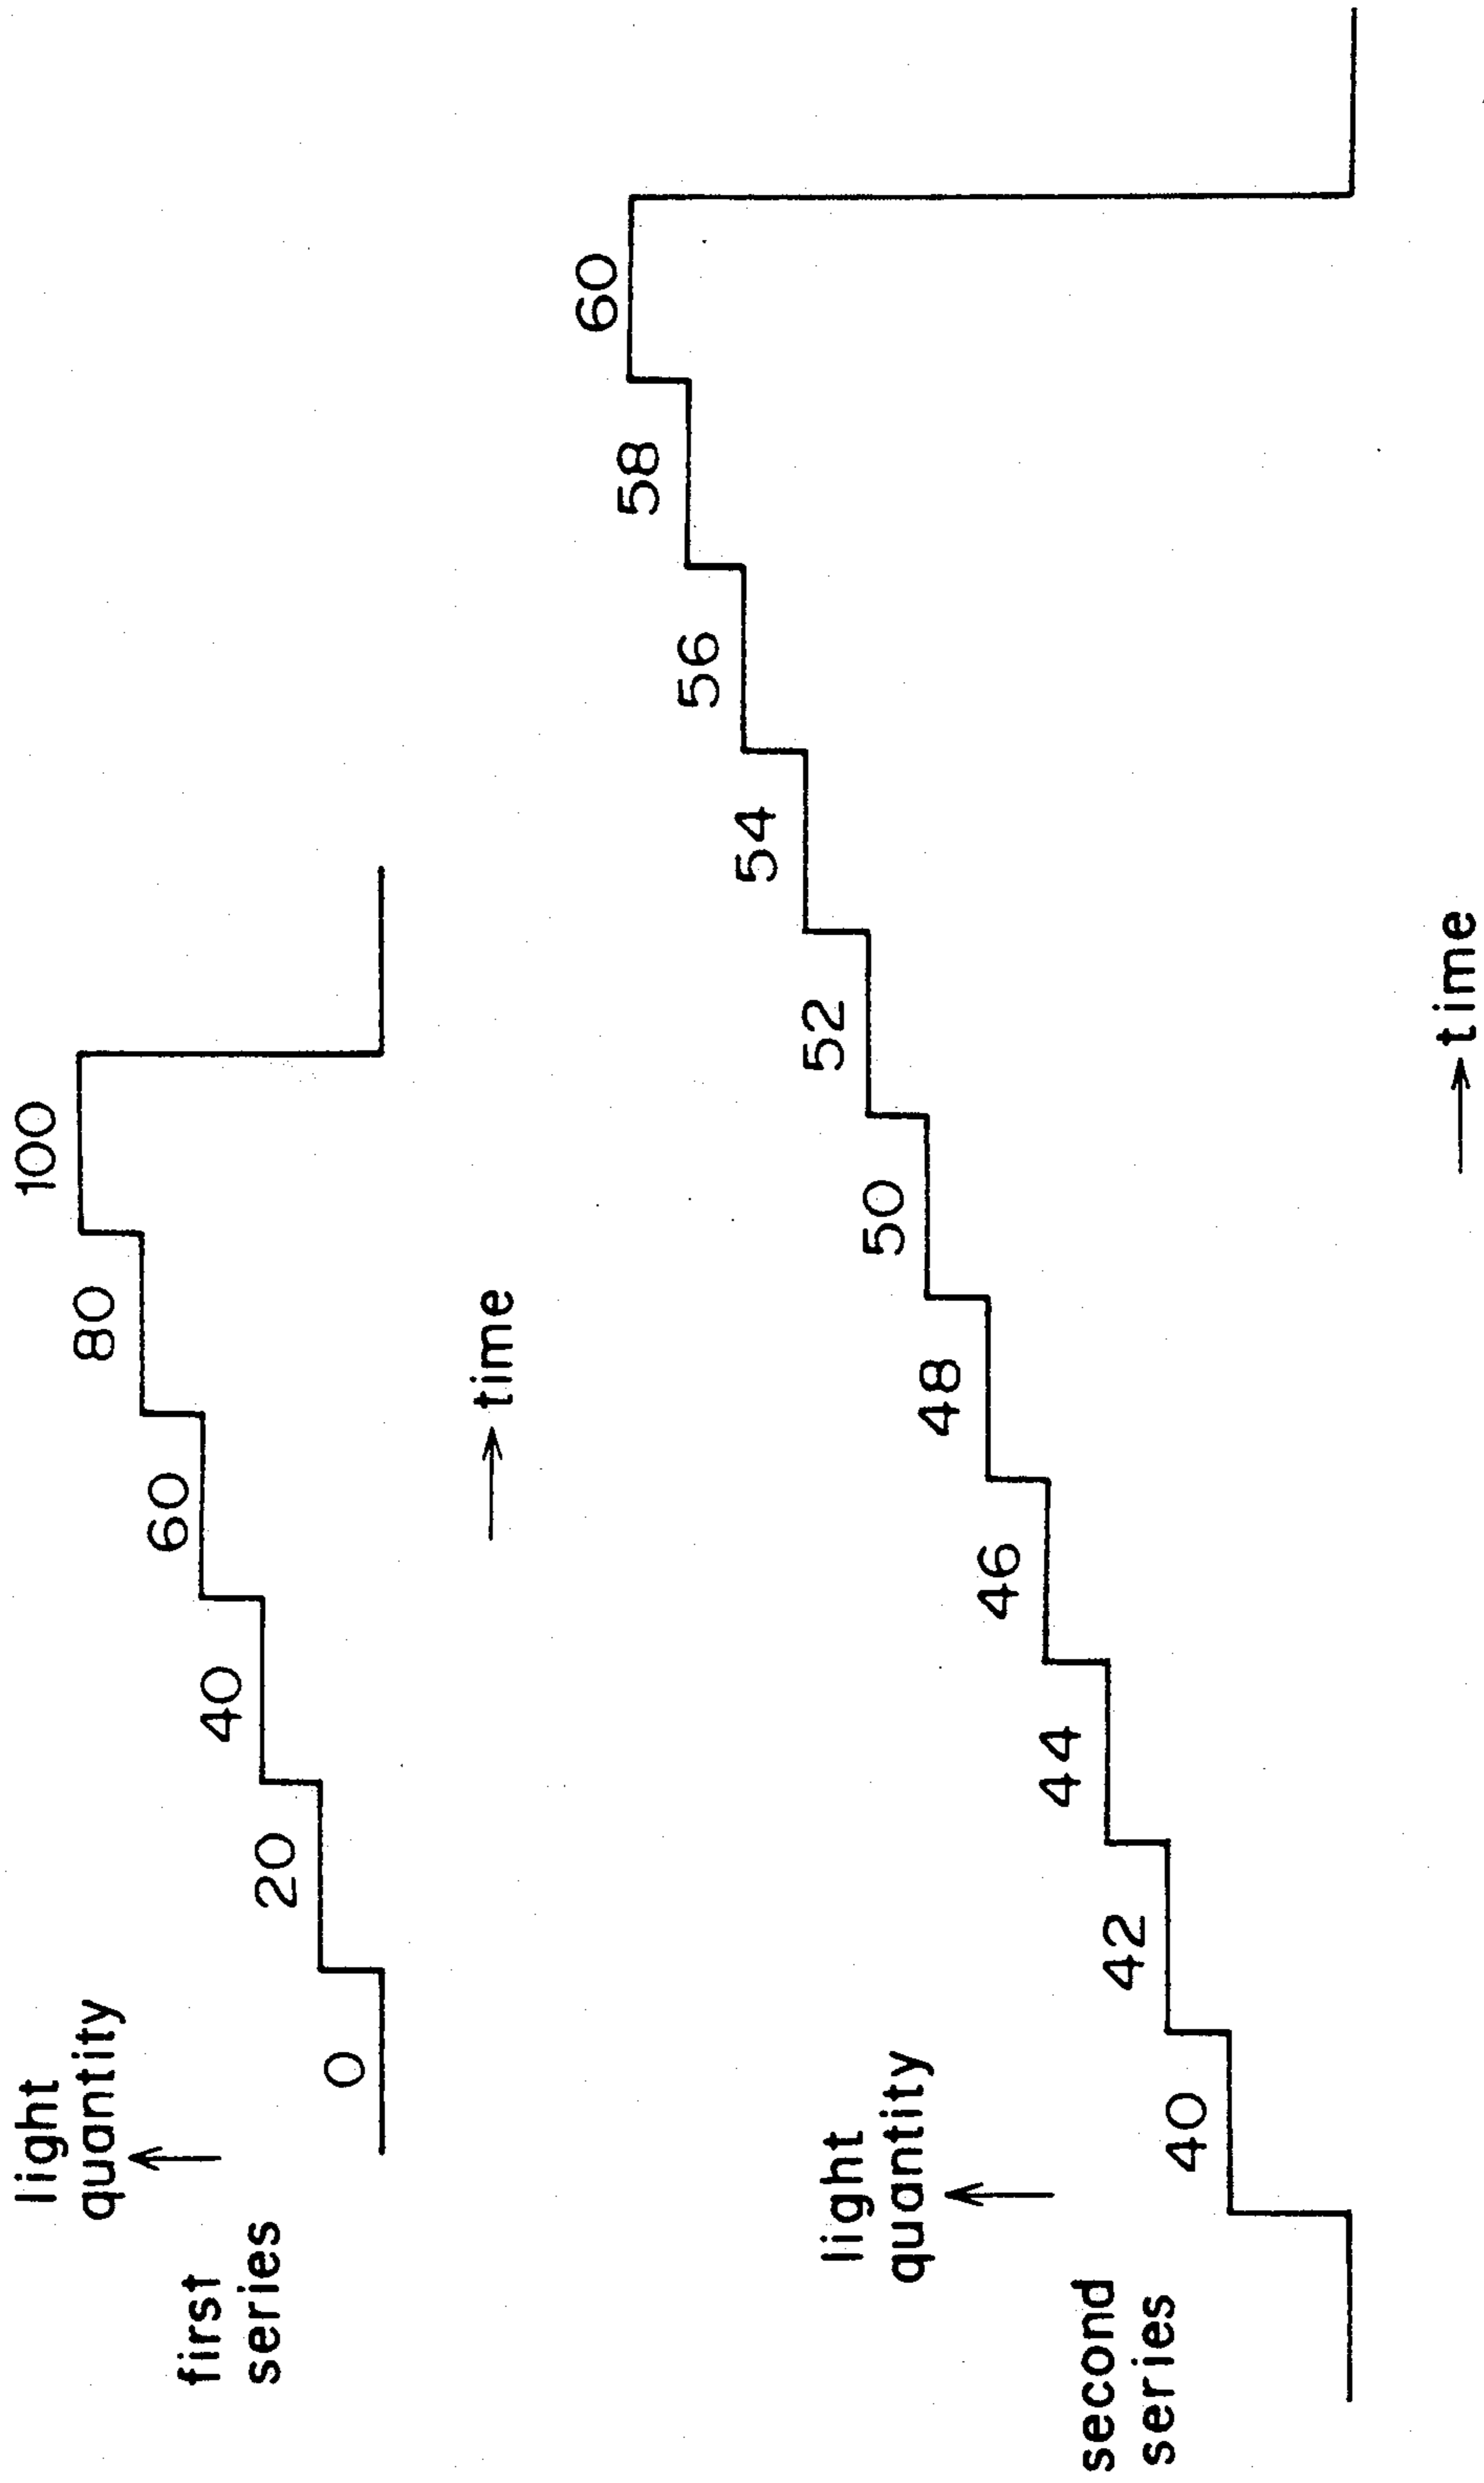 light
quantity
first
series
0
20
40
60
80
100
→ time
light
quantity
second
series
40
42
44
46
48
50
52
54
56
58
60
→ time